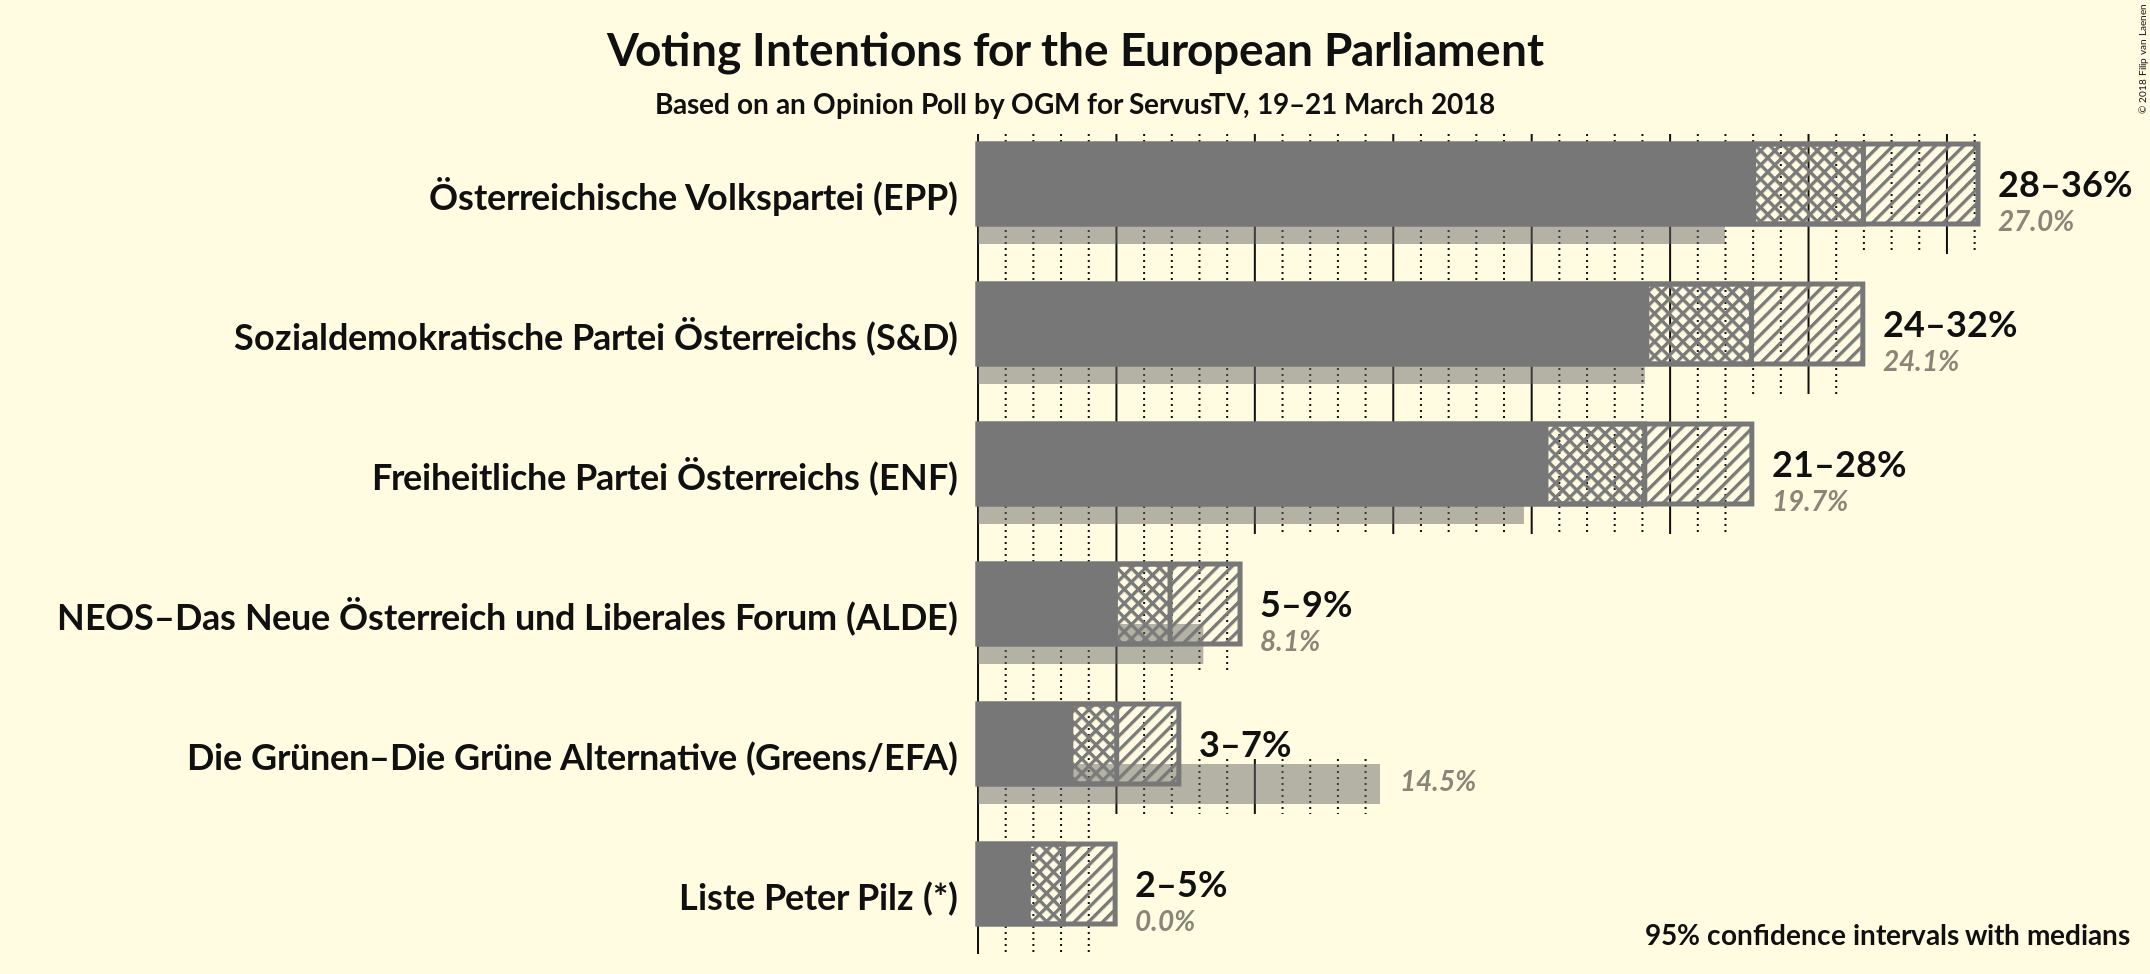 Voting Intentions for the European Parliament
Based on an Opinion Poll by OGM for ServusTV, 19–21 March 2018
© 2018 Filip van Laenen
Österreichische Volkspartei (EPP)
28–36%
27.0%
Sozialdemokratische Partei Österreichs (S&D)
24–32%
24.1%
Freiheitliche Partei Österreichs (ENF)
21–28%
19.7%
NEOS–Das Neue Österreich und Liberales Forum (ALDE)
5–9%
8.1%
Die Grünen–Die Grüne Alternative (Greens/EFA)
3–7%
14.5%
Liste Peter Pilz (*)
2–5%
0.0%
95% confidence intervals with medians